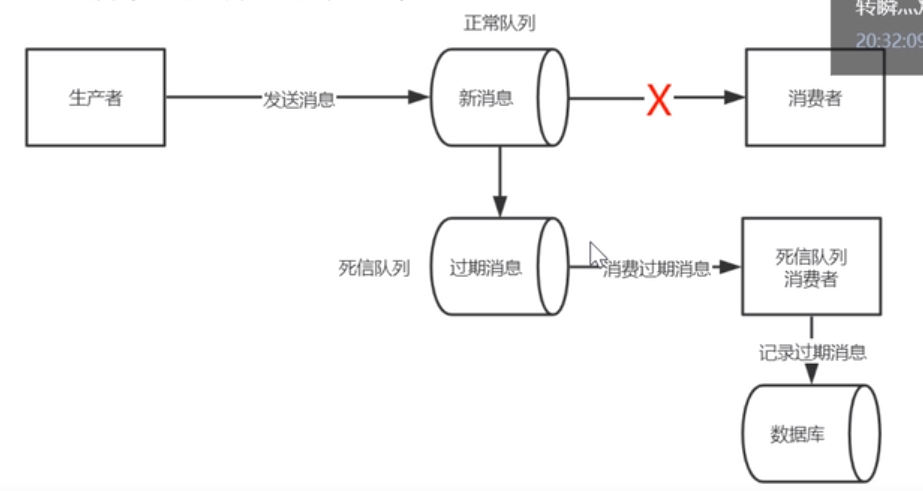 正常队列
转瞬
20:32:09
生产者
发送消息
新消息
X
消费者
死信队列
过期消息
消费过期消息
死信队列
消费者
记录过期消息
数据库